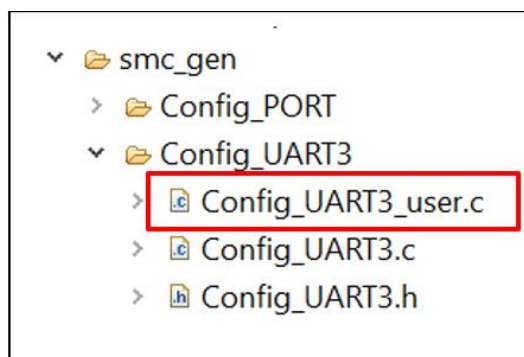 smc_gen
Config_PORT
Config_UART3
.c Config_UART3_user.c
.c Config_UART3.c
.h Config_UART3.h